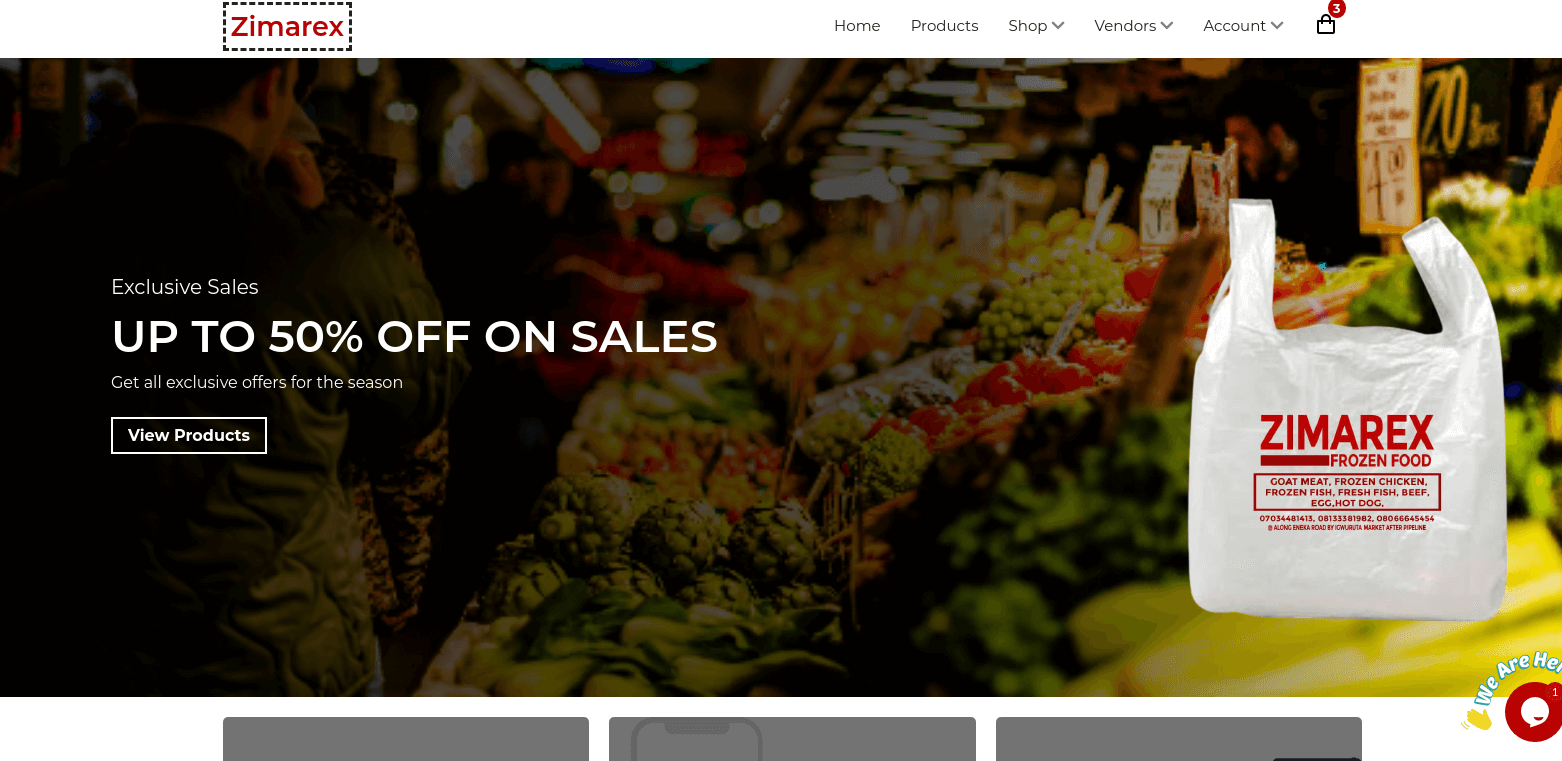 Zimarex
Home Products Shop Vendors Account 3
Exclusive Sales
UP TO 50% OFF ON SALES
Get all exclusive offers for the season
View Products
20
ZIMAREX
FROZEN FOOD
GOAT MEAT, FROZEN CHICKEN,
FROZEN FISH, FRESH FISH, BEEF,
EGG,HOT DOG,
07034481413, 08133381982, 08066645454
@ ALONG ENEKA ROAD BY IGWURUTA MARKET AFTER PIPELINE
We Are Her
1